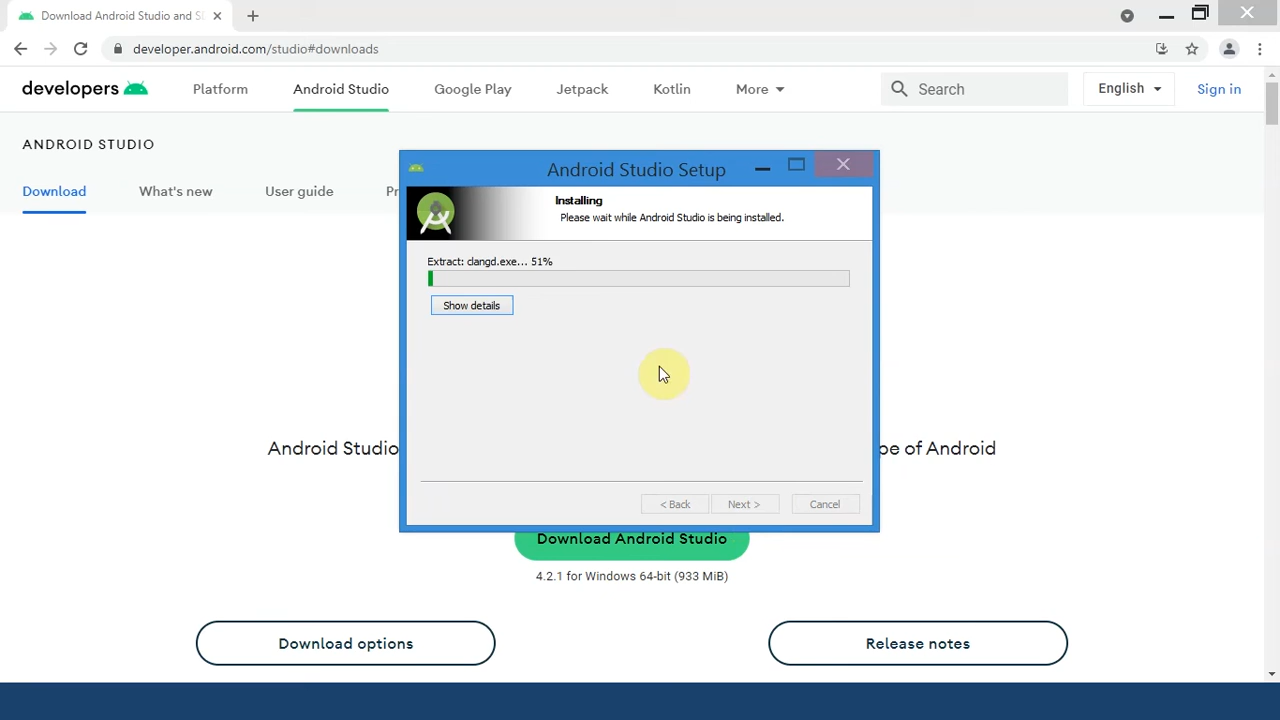 Download Android Studio and S
developer.android.com/studio#downloads
developers
Platform
Android Studio
Google Play
Jetpack
Kotlin
More
Search
English
Sign in
ANDROID STUDIO
Download
What's new
User guide
Pr
Android Studio Setup
Installing
Please wait while Android Studio is being installed.
Extract: clangd.exe... 51%
Show details
Android Studio
pe of Android
< Back
Next >
Cancel
Download Android Studio
4.2.1 for Windows 64-bit (933 MiB)
Download options
Release notes